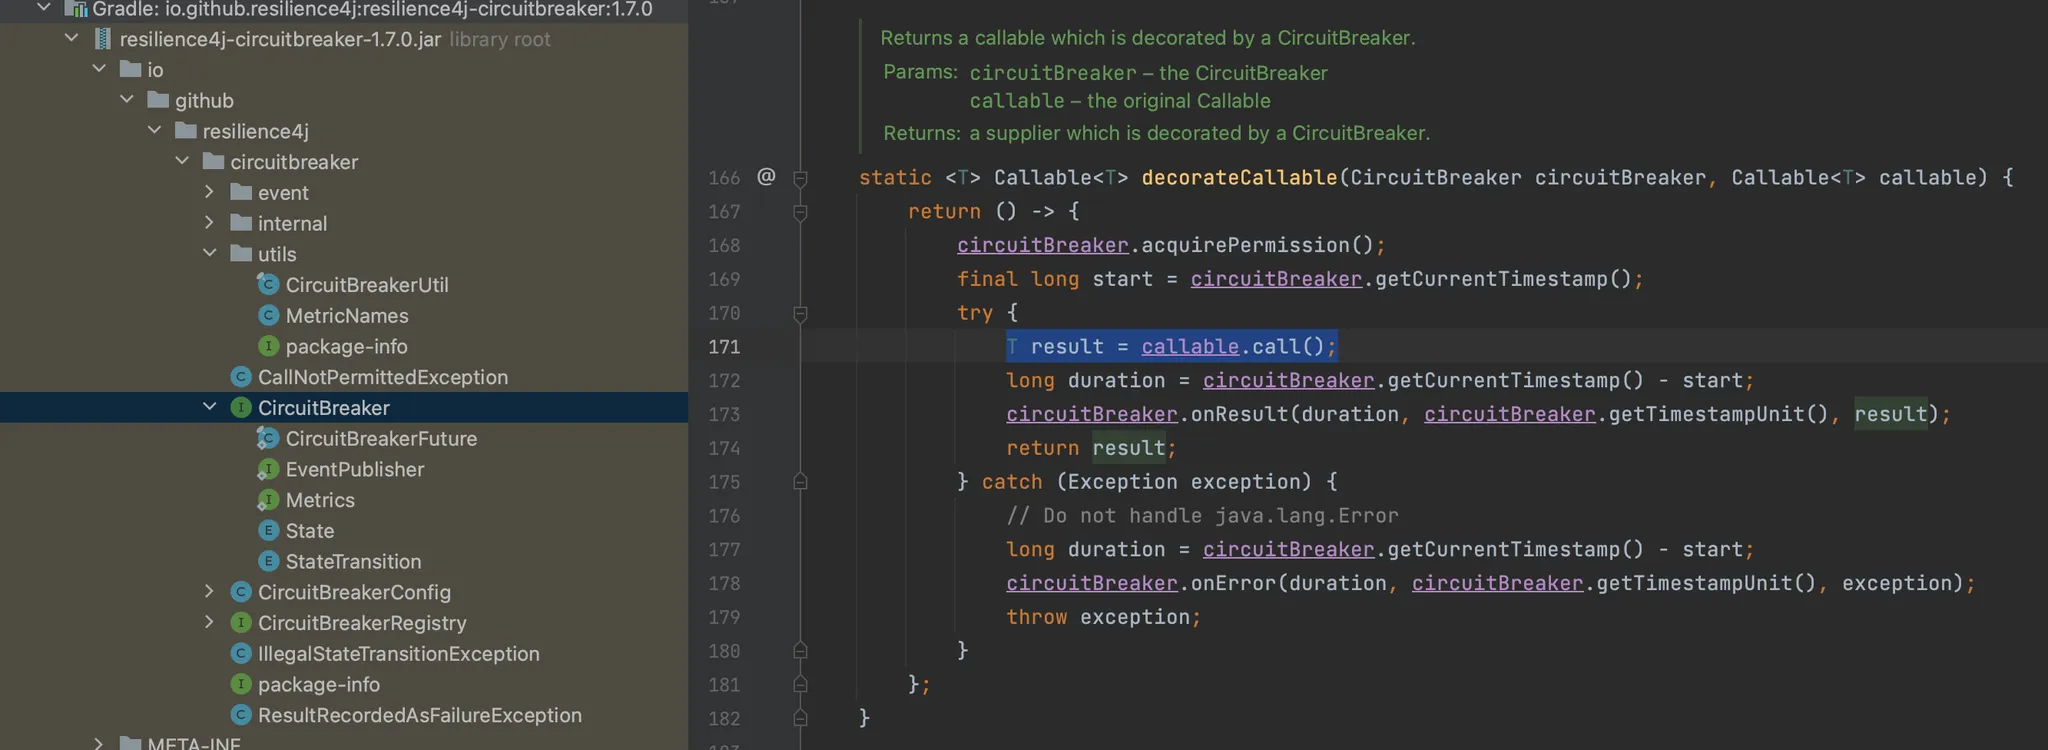 Gradle: io.github.resilience4j:resilience4j-circuitbreaker:1.7.0
resilience4j-circuitbreaker-1.7.0.jar library root
io
github
resilience4j
circuitbreaker
event
internal
utils
CircuitBreakerUtil
MetricNames
package-info
CallNotPermittedException
CircuitBreaker
CircuitBreakerFuture
EventPublisher
Metrics
State
StateTransition
CircuitBreakerConfig
CircuitBreakerRegistry
IllegalStateTransitionException
package-info
ResultRecordedAsFailureException
META-INF
Returns a callable which is decorated by a CircuitBreaker.
Params: circuitBreaker – the CircuitBreaker
callable – the original Callable
Returns: a supplier which is decorated by a CircuitBreaker.
166 @ static <T> Callable<T> decorateCallable(CircuitBreaker circuitBreaker, Callable<T> callable) {
167 return () -> {
168 circuitBreaker.acquirePermission();
169 final long start = circuitBreaker.getCurrentTimestamp();
170 try {
171 T result = callable.call();
172 long duration = circuitBreaker.getCurrentTimestamp() - start;
173 circuitBreaker.onResult(duration, circuitBreaker.getTimestampUnit(), result);
174 return result;
175 } catch (Exception exception) {
176 // Do not handle java.lang.Error
177 long duration = circuitBreaker.getCurrentTimestamp() - start;
178 circuitBreaker.onError(duration, circuitBreaker.getTimestampUnit(), exception);
179 throw exception;
180 }
181 };
182 }